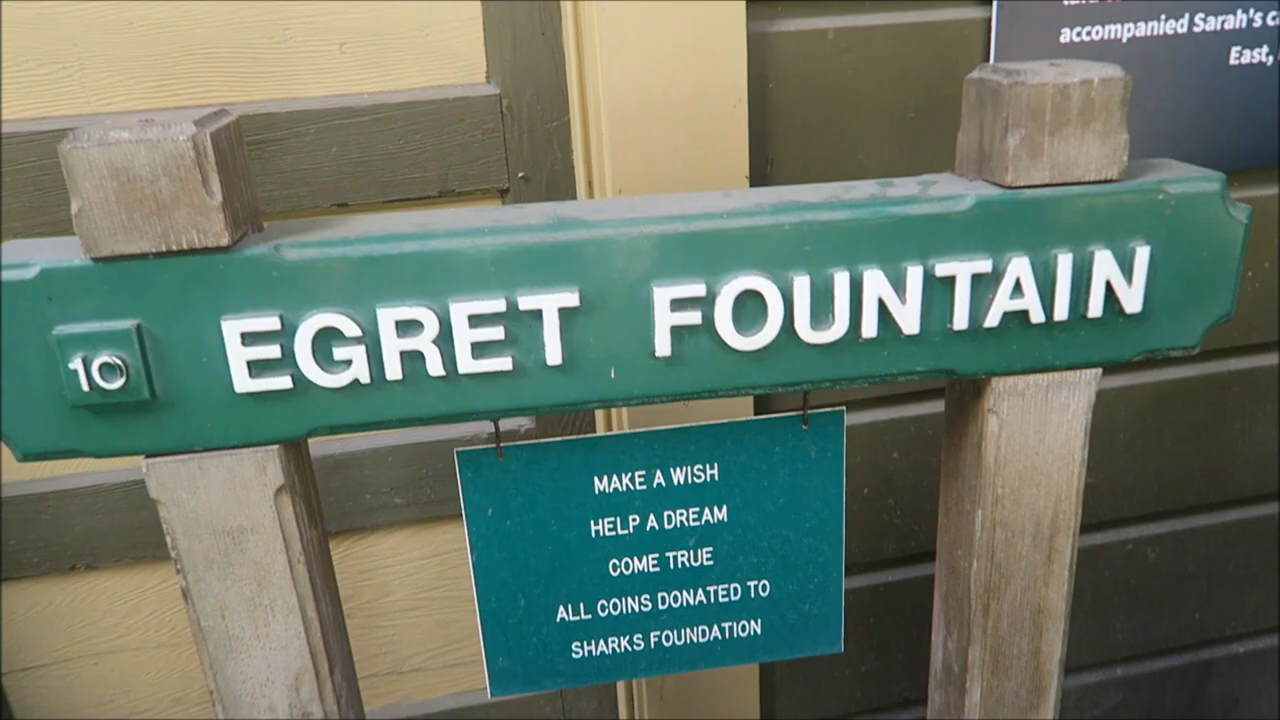 accompanied Sarah's
East,
10 EGRET FOUNTAIN
MAKE A WISH
HELP A DREAM
COME TRUE
ALL COINS DONATED TO
SHARKS FOUNDATION